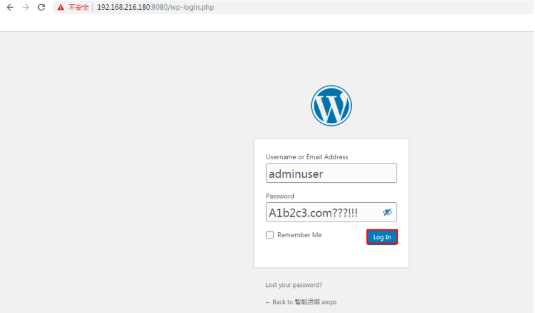 不安全 | 192.168.216.180:8080/wp-login.php
Username or Email Address
adminuser
Password
A1b2c3.com???!!!
Remember Me
Log In
Lost your password?
← Back to 智能运维 aiops